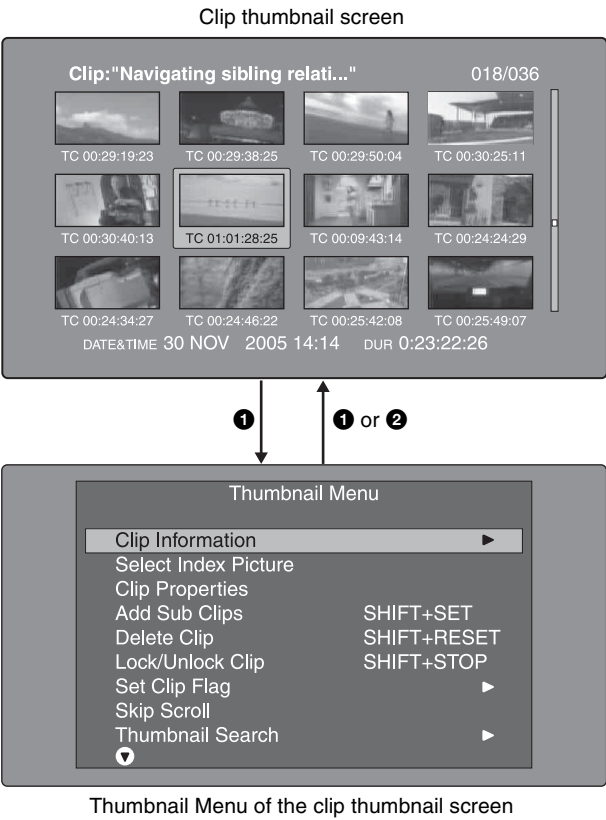 Clip thumbnail screen
Clip:"Navigating sibling relati..." 018/036
TC 00:29:19:23 TC 00:29:38:25 TC 00:29:50:04 TC 00:30:25:11
TC 00:30:40:13 TC 01:01:28:25 TC 00:09:43:14 TC 00:24:24:29
TC 00:24:34:27 TC 00:24:46:22 TC 00:25:42:08 TC 00:25:49:07
DATE&TIME 30 NOV 2005 14:14 DUR 0:23:22:26
❶ ❶ or ❷
Thumbnail Menu
Clip Information ▶
Select Index Picture
Clip Properties
Add Sub Clips SHIFT+SET
Delete Clip SHIFT+RESET
Lock/Unlock Clip SHIFT+STOP
Set Clip Flag ▶
Skip Scroll
Thumbnail Search ▶
Thumbnail Menu of the clip thumbnail screen